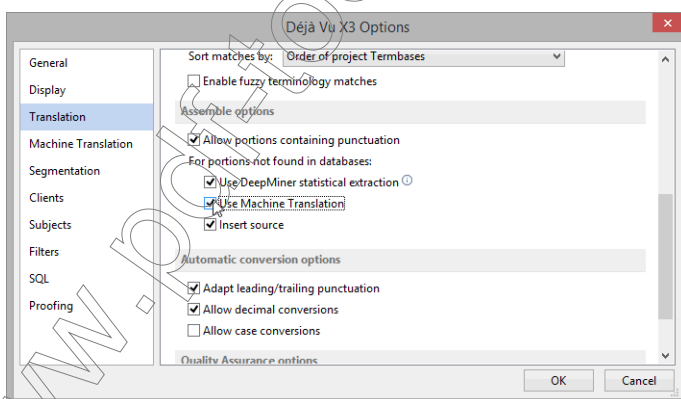 Déjà Vu X3 Options
General
Display
Translation
Machine Translation
Segmentation
Clients
Subjects
Filters
SQL
Proofing
Sort matches by: Order of project Termbases
Enable fuzzy terminology matches
Assemble options
Allow portions containing punctuation
For portions not found in databases:
Use DeepMiner statistical extraction
Use Machine Translation
Insert source
Automatic conversion options
Adapt leading/trailing punctuation
Allow decimal conversions
Allow case conversions
Quality Assurance options
OK Cancel
w.pdf-to